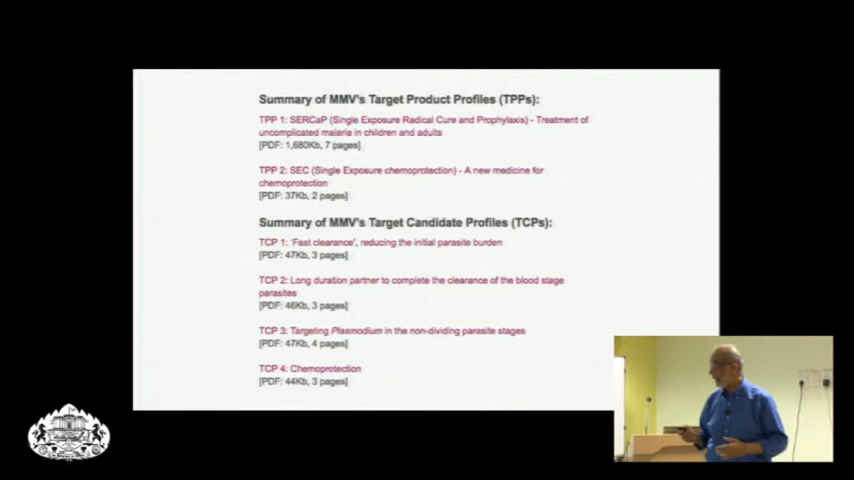 Summary of MMV's Target Product Profiles (TPPs):
TPP 1: SERCaP (Single Exposure Radical Cure and Prophylaxis) - Treatment of
uncomplicated malaria in children and adults
[PDF: 1,680Kb, 7 pages]
TPP 2: SEC (Single Exposure chemoprotection) - A new medicine for
chemoprotection
[PDF: 37Kb, 2 pages]
Summary of MMV's Target Candidate Profiles (TCPs):
TCP 1: 'Fast clearance', reducing the initial parasite burden
[PDF: 47Kb, 3 pages]
TCP 2: Long duration partner to complete the clearance of the blood stage
parasites
[PDF: 46Kb, 3 pages]
TCP 3: Targeting Plasmodium in the non-dividing parasite stages
[PDF: 47Kb, 4 pages]
TCP 4: Chemoprotection
[PDF: 44Kb, 3 pages]